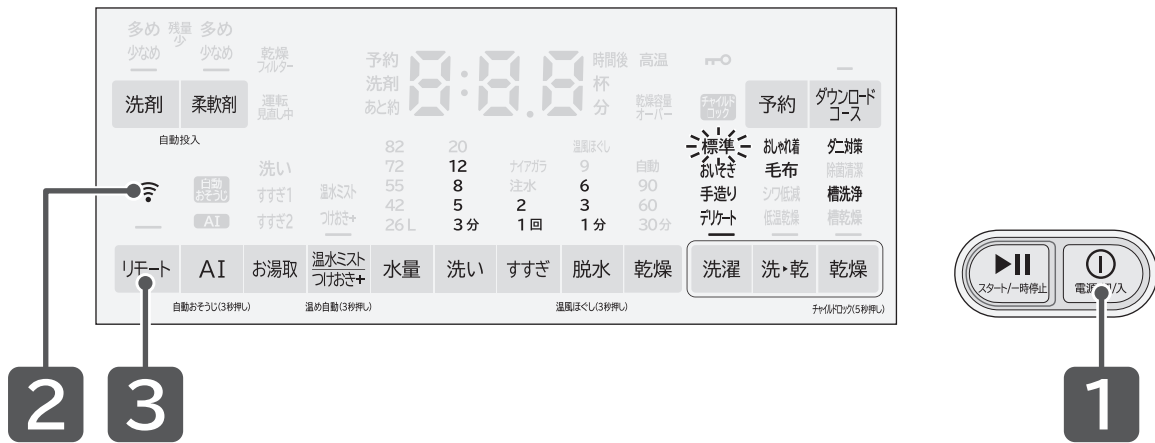 多め 残量少 多め
少なめ 少なめ
乾燥フィルター
予約
洗剤
あと約
8:8.8
時間後
杯
分
高温
乾燥容量オーバー
運転見直し中
チャイルドロック
洗剤
柔軟剤
予約
ダウンロードコース
自動投入
82
72
55
42
26L
20
12
8
5
3分
ナイアガラ
注水
2
1回
温風ほぐし
9
6
3
1分
自動
90
60
30分
標準
おいそぎ
手造り
デリケート
おしゃれ着
毛布
シワ低減
低温乾燥
ダニ対策
除菌清潔
槽洗浄
槽乾燥
自動おそうじ
AI
洗い
すすぎ1
すすぎ2
温水ミスト
つけおき+
リモート
AI
お湯取
温水ミスト
つけおき+
水量
洗い
すすぎ
脱水
乾燥
洗濯
洗▸乾
乾燥
自動おそうじ(3秒押し)
温め自動(3秒押し)
温風ほぐし(3秒押し)
チャイルドロック(5秒押し)
スタート/一時停止
電源 切/入
2
3
1